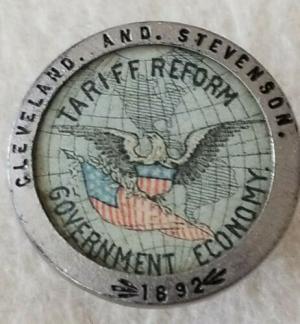 CLEVELAND. AND. STEVENSON.
TARIFF REFORM
GOVERNMENT ECONOMY
1892